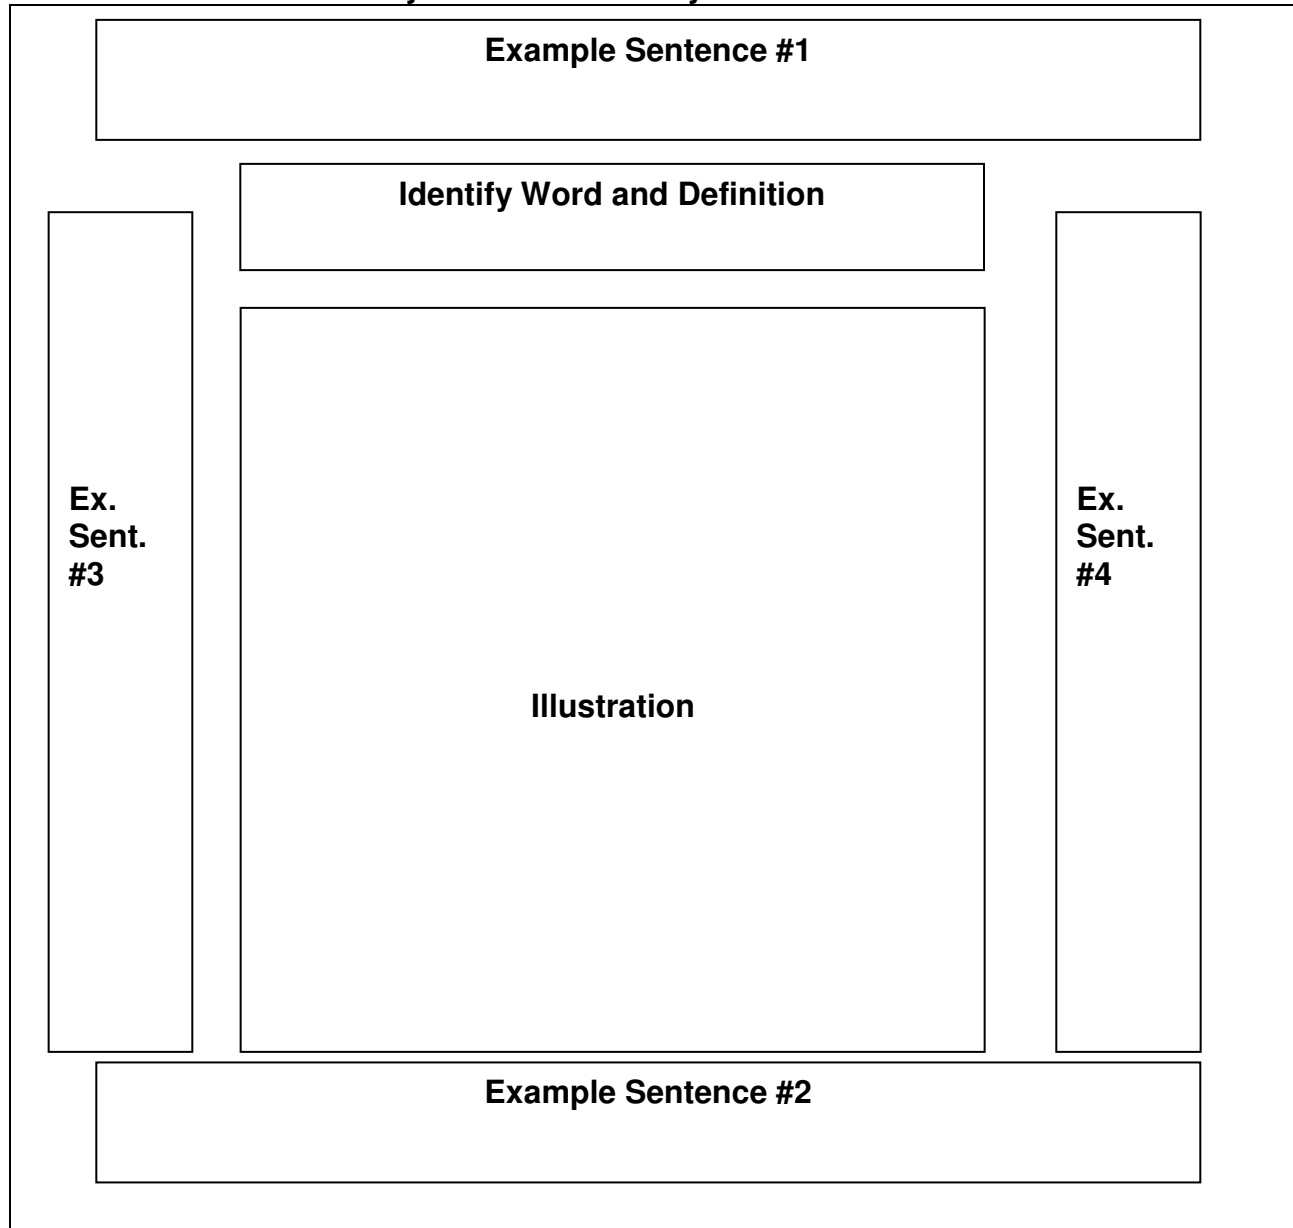 Example Sentence #1
Identify Word and Definition
Ex.
Sent.
#3
Ex.
Sent.
#4
Illustration
Example Sentence #2